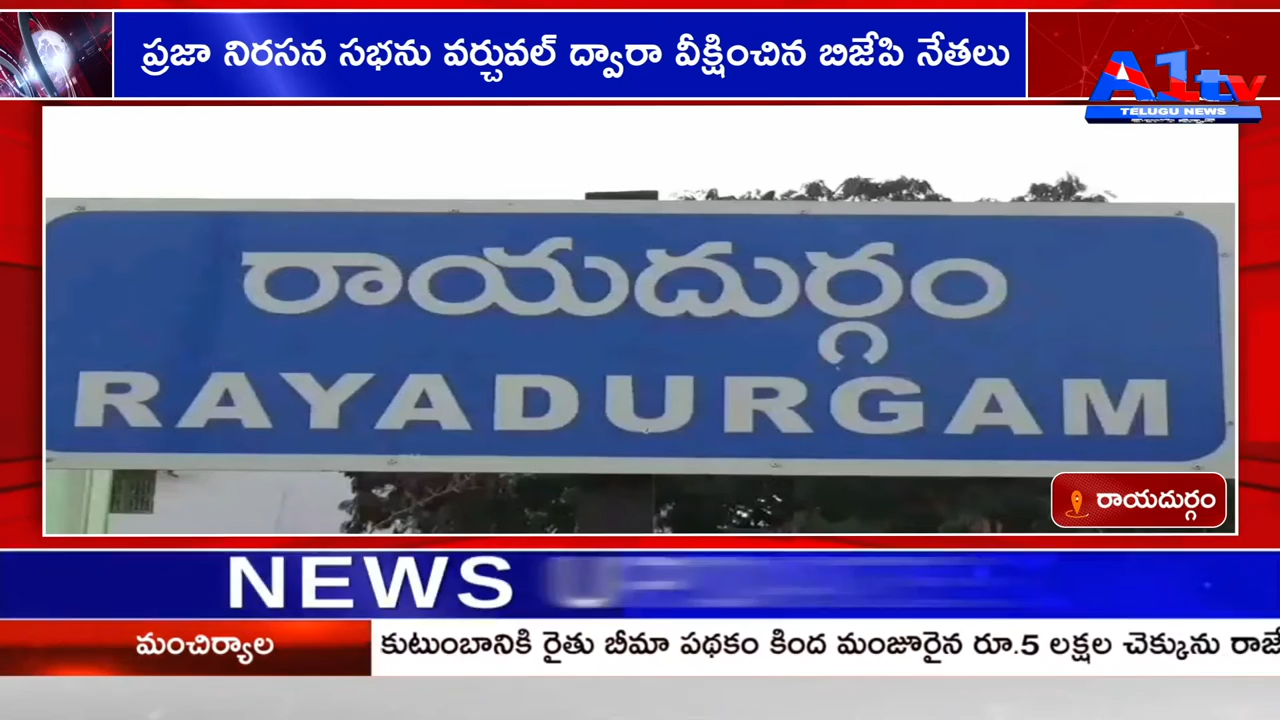 ప్రజా నిరసన సభను వర్చువల్ ద్వారా వీక్షించిన బిజేపి నేతలు
A1tv
TELUGU NEWS
రాయదుర్గం
RAYADURGAM
రాయదుర్గం
NEWS
మంచిర్యాల
కుటుంబానికి రైతు బీమా పథకం కింద మంజూరైన రూ.5 లక్షల చెక్కును